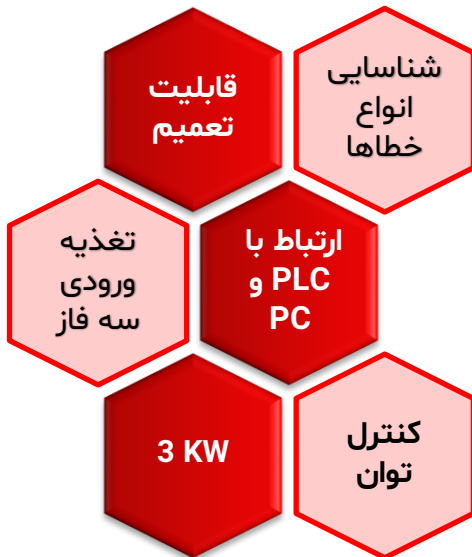 شناسایی
انواع
خطاها
قابلیت
تعمیم
ارتباط با
PLC و
PC
تغذیه
ورودی
سه فاز
کنترل
توان
3 KW